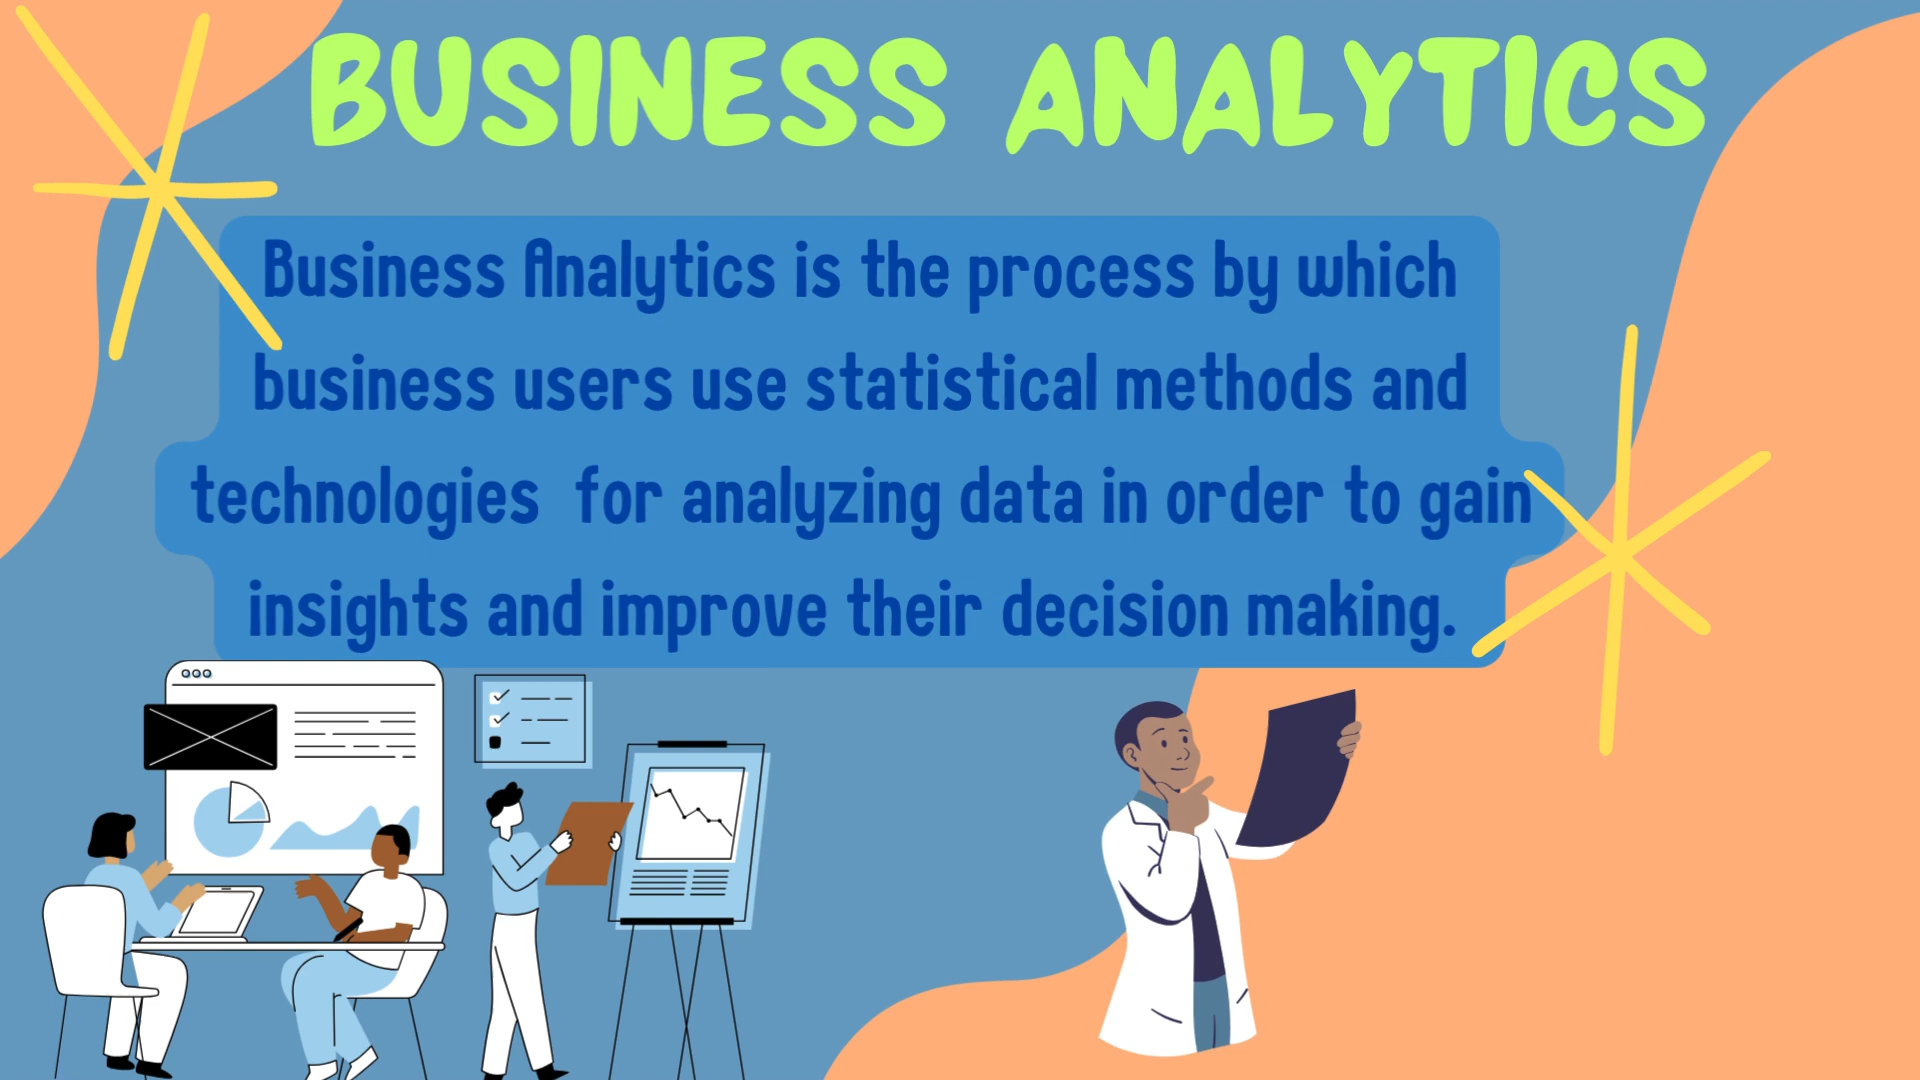 BUSINESS ANALYTICS
Business Analytics is the process by which
business users use statistical methods and
technologies for analyzing data in order to gain
insights and improve their decision making.